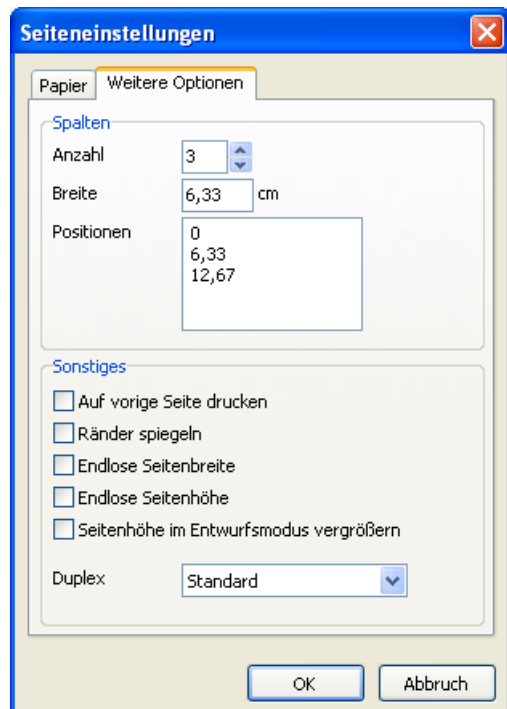 Seiteneinstellungen
Papier Weitere Optionen
Spalten
Anzahl 3
Breite 6,33 cm
Positionen 0
6,33
12,67
Sonstiges
Auf vorige Seite drucken
Ränder spiegeln
Endlose Seitenbreite
Endlose Seitenhöhe
Seitenhöhe im Entwurfsmodus vergrößern
Duplex Standard
OK Abbruch